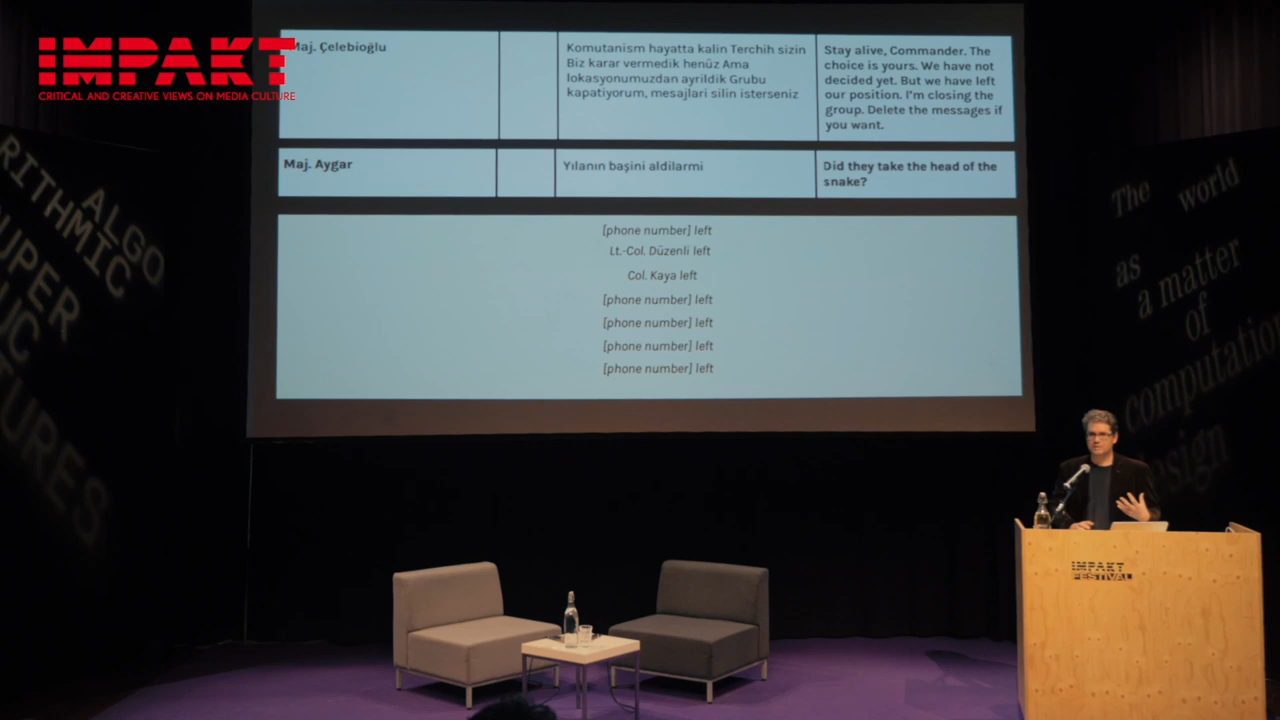 IMPAKT
CRITICAL AND CREATIVE VIEWS ON MEDIA CULTURE
Maj. Çelebioğlu
Komutanism hayatta kalin Terchih sizin
Biz karar vermedik henüz Ama
lokasyonumuzdan ayrildik Grubu
kapatiyorum, mesajlari silin isterseniz
Stay alive, Commander. The
choice is yours. We have not
decided yet. But we have left
our position. I'm closing the
group. Delete the messages if
you want.
Maj. Aygar
Yılanın başini aldilarmi
Did they take the head of the
snake?
[phone number] left
Lt.-Col. Düzenli left
Col. Kaya left
[phone number] left
[phone number] left
[phone number] left
[phone number] left
ALGO
RITHMIC
SUPER
TURES
The world
as
a matter
of
computation
design
IMPAKT
FESTIVAL